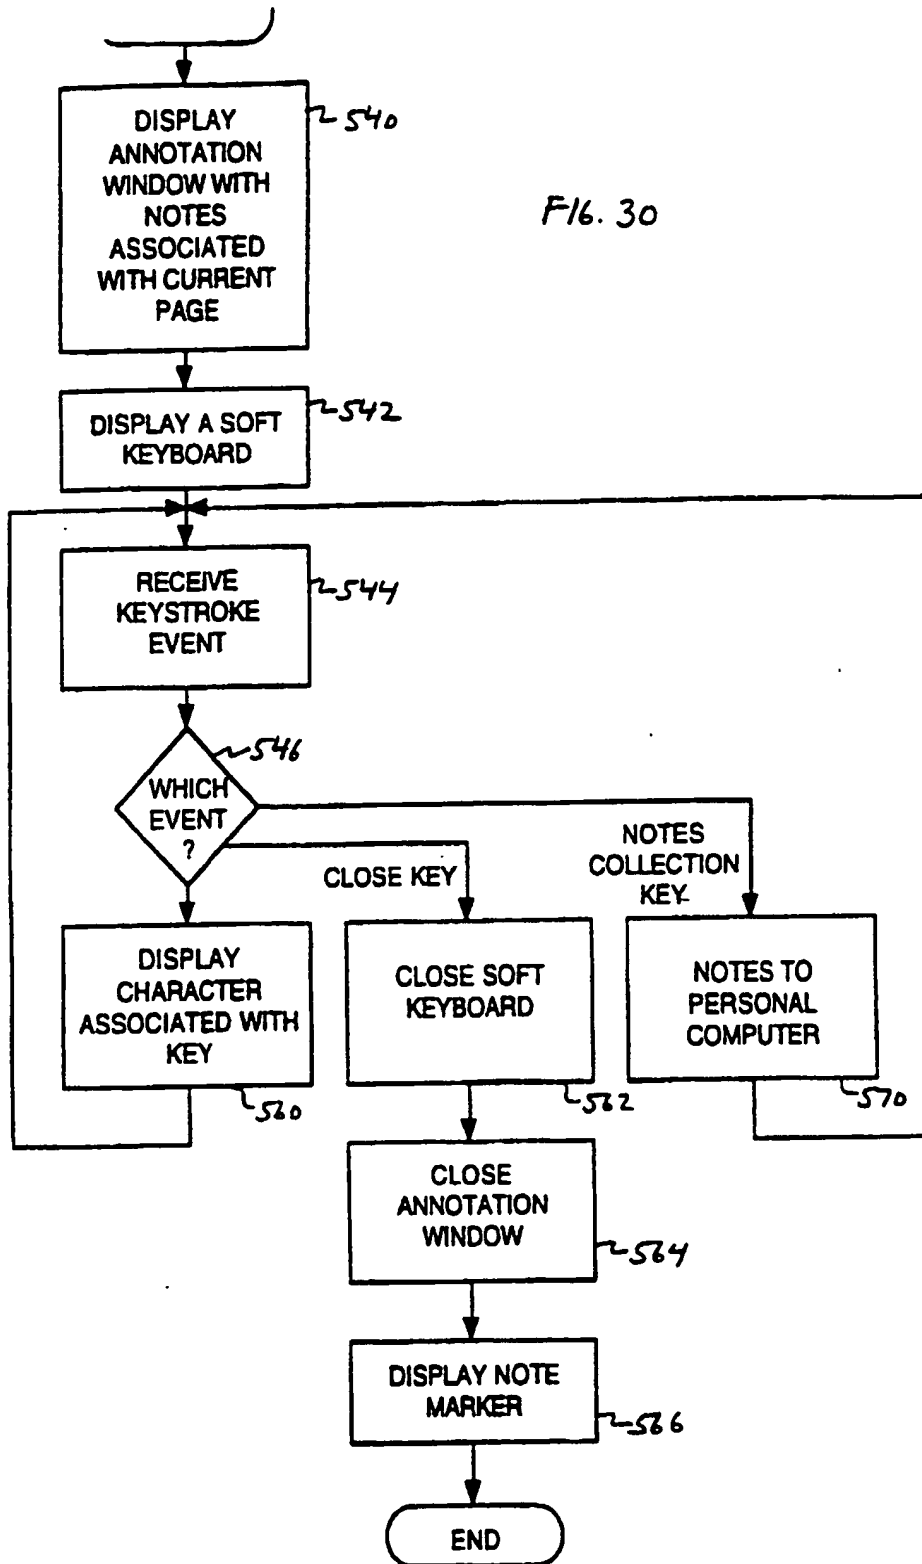 DISPLAY
ANNOTATION
WINDOW WITH
NOTES
ASSOCIATED
WITH CURRENT
PAGE
540
FIG. 30
DISPLAY A SOFT
KEYBOARD
542
RECEIVE
KEYSTROKE
EVENT
544
WHICH
EVENT
?
546
CLOSE KEY
NOTES
COLLECTION
KEY
DISPLAY
CHARACTER
ASSOCIATED WITH
KEY
560
CLOSE SOFT
KEYBOARD
562
NOTES TO
PERSONAL
COMPUTER
570
CLOSE
ANNOTATION
WINDOW
564
DISPLAY NOTE
MARKER
566
END